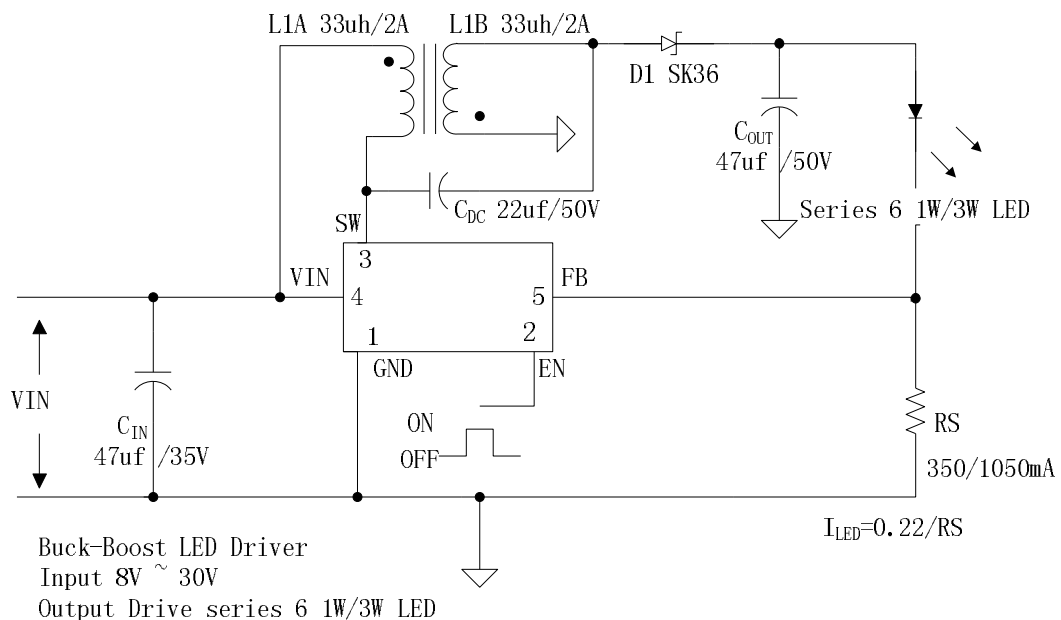 L1A 33uh/2A
L1B 33uh/2A
D1 SK36
COUT
47uf /50V
CDC 22uf/50V
Series 6 1W/3W LED
SW
3
VIN
4
5
FB
1
2
GND
EN
VIN
CIN
47uf /35V
ON
OFF
RS
350/1050mA
ILED=0.22/RS
Buck-Boost LED Driver
Input 8V ~ 30V
Output Drive series 6 1W/3W LED